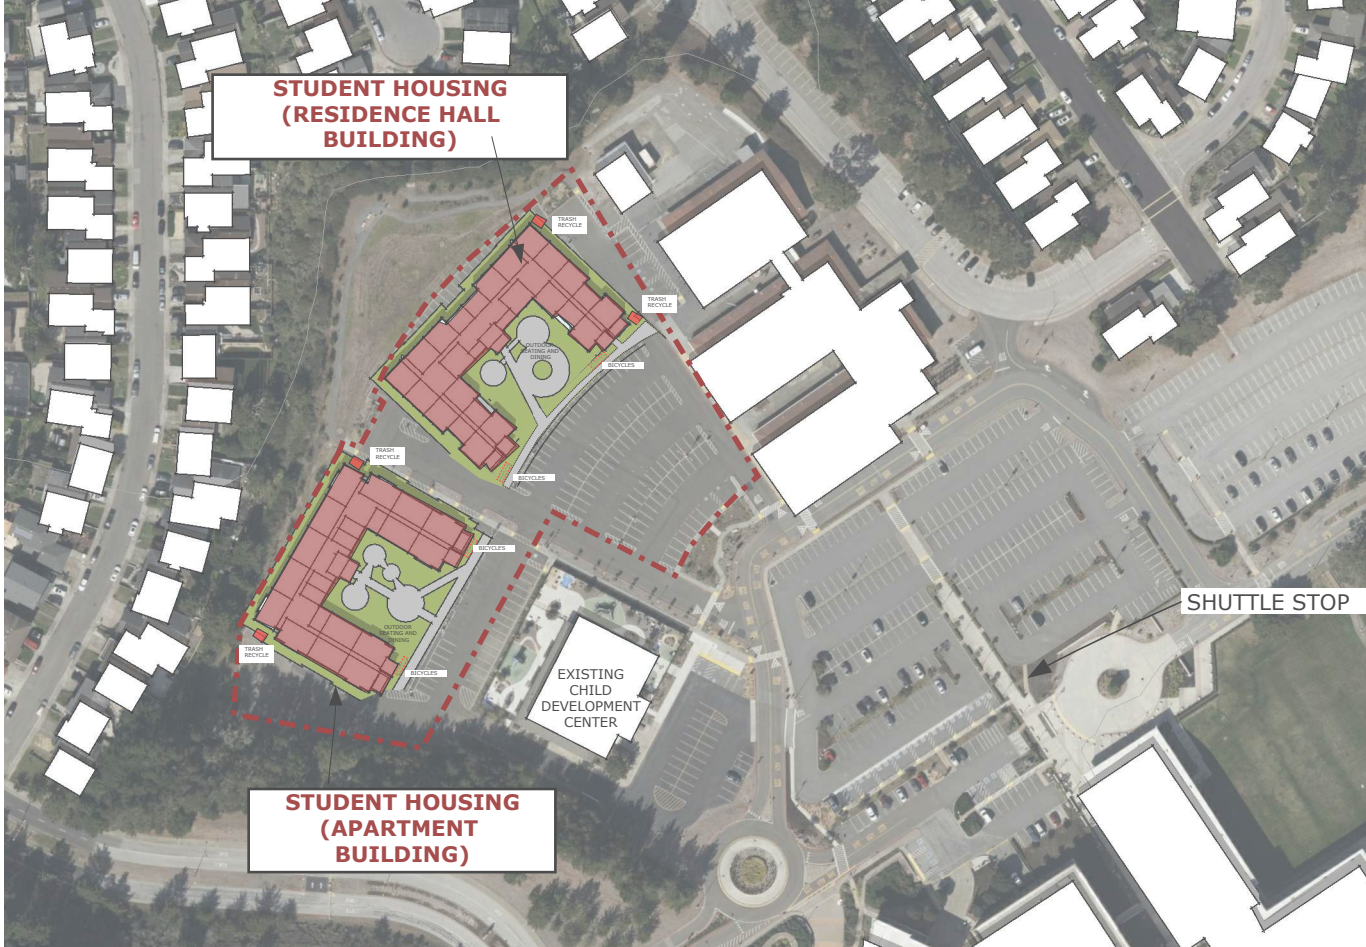 STUDENT HOUSING
(RESIDENCE HALL
BUILDING)
TRASH
RECYCLE
TRASH
RECYCLE
OUTDOOR
SEATING AND
DINING
BICYCLES
TRASH
RECYCLE
BICYCLES
BICYCLES
SHUTTLE STOP
OUTDOOR
SEATING AND
DINING
TRASH
RECYCLE
BICYCLES
EXISTING
CHILD
DEVELOPMENT
CENTER
STUDENT HOUSING
(APARTMENT
BUILDING)